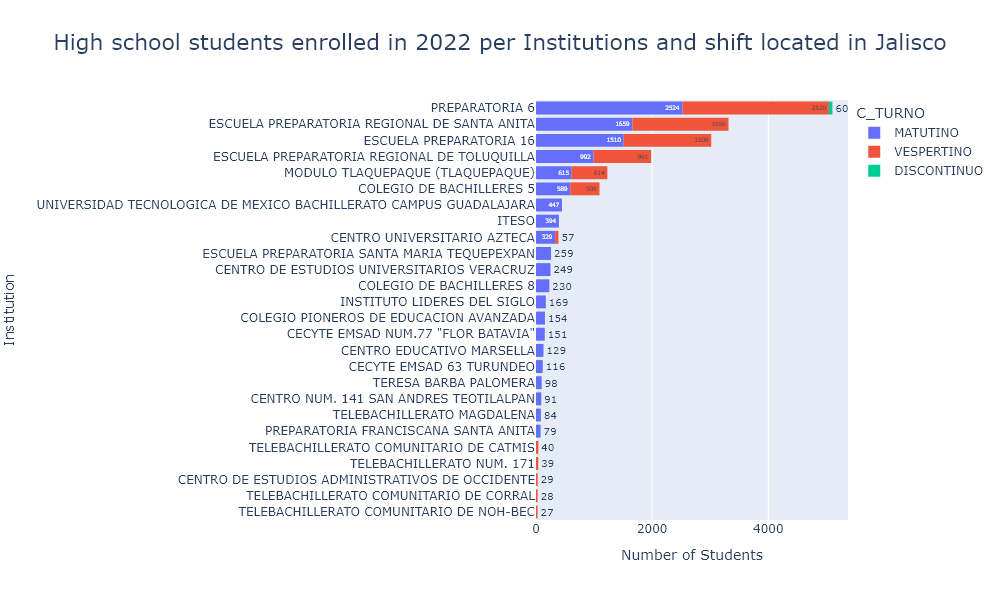 High school students enrolled in 2022 per Institutions and shift located in Jalisco
C_TURNO
MATUTINO
VESPERTINO
DISCONTINUO
Institution
PREPARATORIA 6 2524 2520 60
ESCUELA PREPARATORIA REGIONAL DE SANTA ANITA 1659
ESCUELA PREPARATORIA 16 1510
ESCUELA PREPARATORIA REGIONAL DE TOLUQUILLA 992 991
MODULO TLAQUEPAQUE (TLAQUEPAQUE) 615 614
COLEGIO DE BACHILLERES 5 589
UNIVERSIDAD TECNOLOGICA DE MEXICO BACHILLERATO CAMPUS GUADALAJARA 447
ITESO 394
CENTRO UNIVERSITARIO AZTECA 329 57
ESCUELA PREPARATORIA SANTA MARIA TEQUEPEXPAN 259
CENTRO DE ESTUDIOS UNIVERSITARIOS VERACRUZ 249
COLEGIO DE BACHILLERES 8 230
INSTITUTO LIDERES DEL SIGLO 169
COLEGIO PIONEROS DE EDUCACION AVANZADA 154
CECYTE EMSAD NUM.77 "FLOR BATAVIA" 151
CENTRO EDUCATIVO MARSELLA 129
CECYTE EMSAD 63 TURUNDEO 116
TERESA BARBA PALOMERA 98
CENTRO NUM. 141 SAN ANDRES TEOTILALPAN 91
TELEBACHILLERATO MAGDALENA 84
PREPARATORIA FRANCISCANA SANTA ANITA 79
TELEBACHILLERATO COMUNITARIO DE CATMIS 40
TELEBACHILLERATO NUM. 171 39
CENTRO DE ESTUDIOS ADMINISTRATIVOS DE OCCIDENTE 29
TELEBACHILLERATO COMUNITARIO DE CORRAL 28
TELEBACHILLERATO COMUNITARIO DE NOH-BEC 27
0 2000 4000
Number of Students